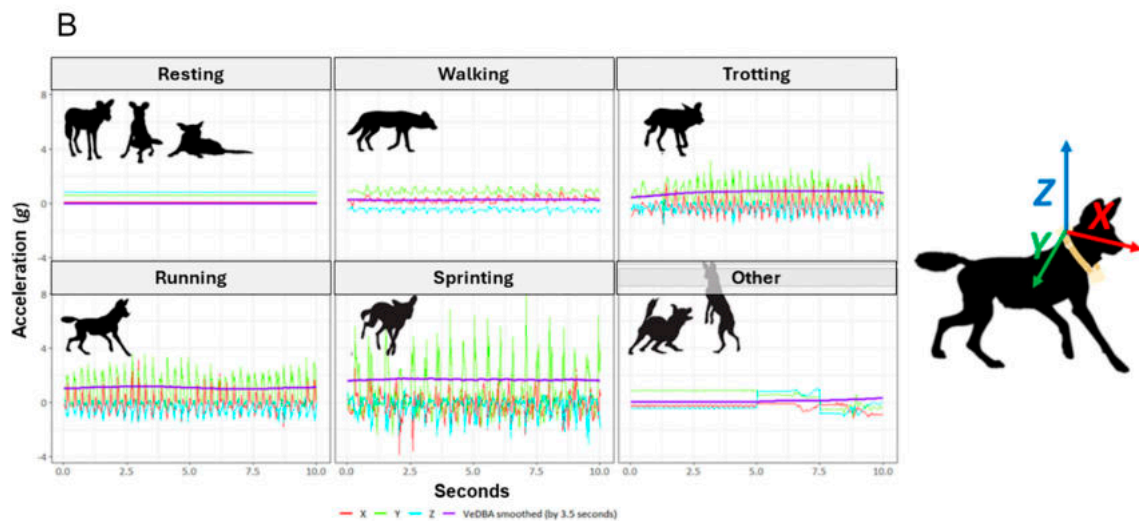 B
Resting
Walking
Trotting
8
4
0
-4
Running
Sprinting
Other
8
4
0
-4
Acceleration (g)
0.0 2.5 5.0 7.5 10.0
0.0 2.5 5.0 7.5 10.0
0.0 2.5 5.0 7.5 10.0
Seconds
X Y Z VeDBA smoothed (by 3.5 seconds)
Z
X
Y